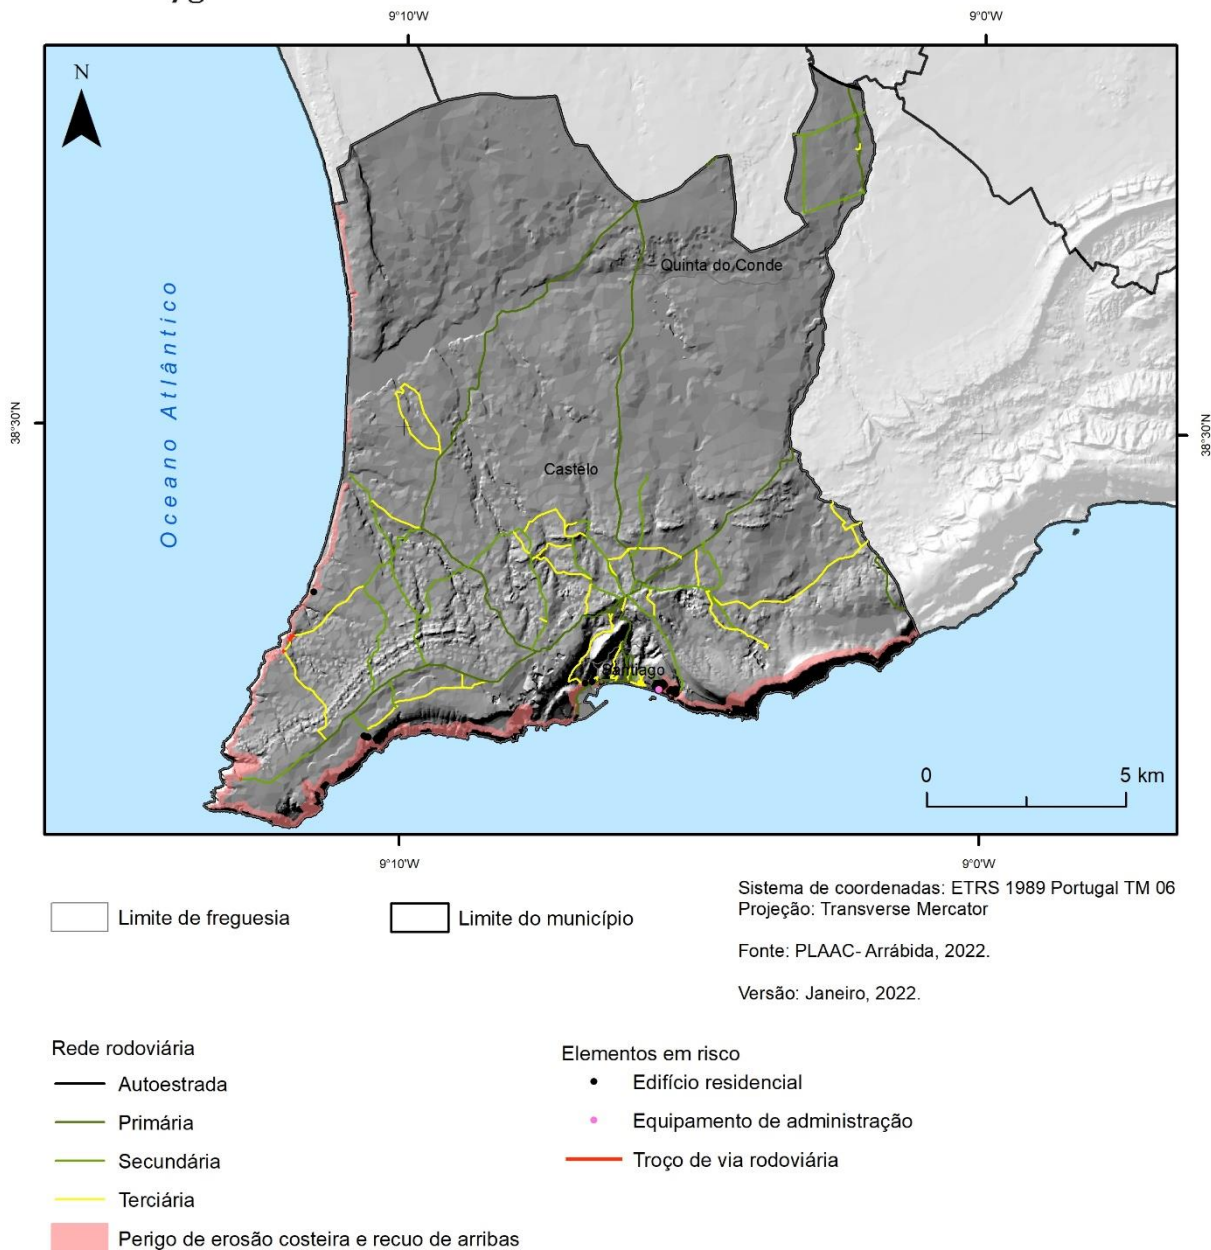 9°10'W
9°0'W
N
Quinta do Conde
Oceano Atlântico
38°30'N
38°30'N
Castelo
Santiago
0 5 km
9°10'W
9°0'W
Limite de freguesia
Limite do município
Sistema de coordenadas: ETRS 1989 Portugal TM 06
Projeção: Transverse Mercator
Fonte: PLAAC- Arrábida, 2022.
Versão: Janeiro, 2022.
Rede rodoviária
Autoestrada
Primária
Secundária
Terciária
Perigo de erosão costeira e recuo de arribas
Elementos em risco
Edifício residencial
Equipamento de administração
Troço de via rodoviária